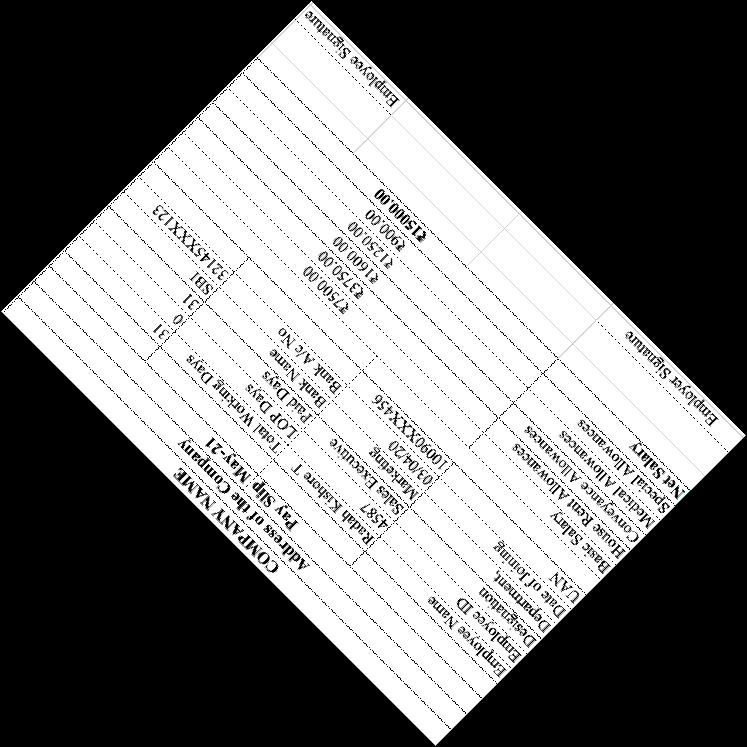 COMPANY NAME
Address of the Company
Pay Slip May-21
Employee Name Radah Kishore T Total Working Days 31
Employee ID 4587 LOP Days 0
Designation Sales Executive Paid Days 31
Department, Marketing Bank Name SBI
Date of Joining 03/04/20 Bank A/c No 32145XXX123
UAN 10090XXX456
Basic Salary ₹7500.00
House Rent Allowances ₹3750.00
Conveyance Allowances ₹1600.00
Medical Allowances ₹1250.00
Special Allowances ₹900.00
Net Salary ₹15000.00
Employer Signature Employee Signature